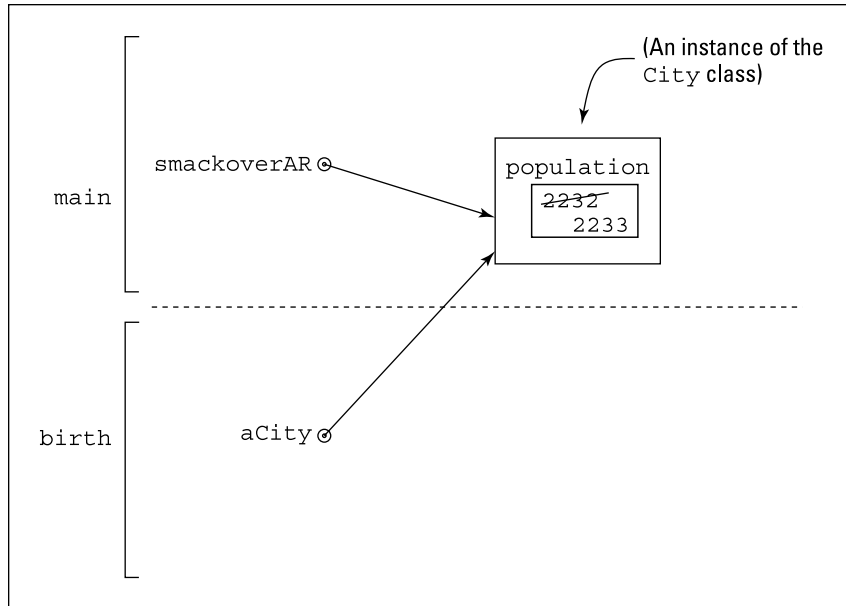 (An instance of the
City class)
smackoverAR
population
main
2232
2233
birth
aCity